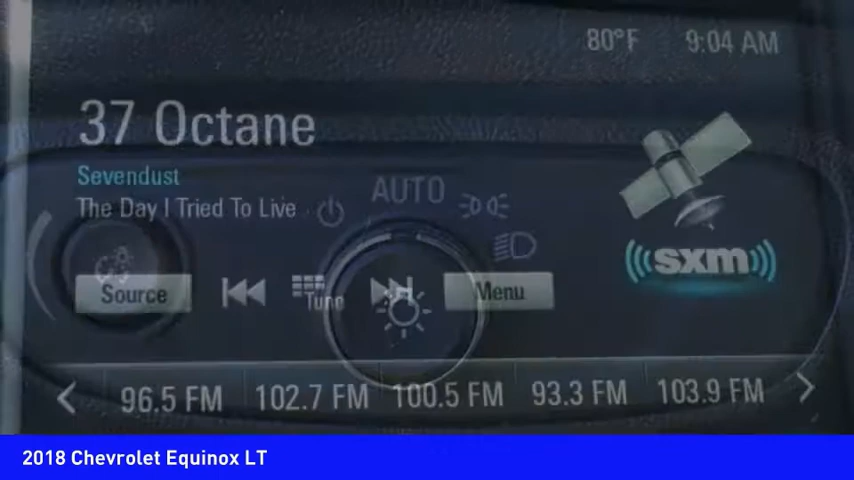 80°F 9:04 AM
37 Octane
Sevendust
The Day I Tried To Live
AUTO
sxm
Source
Tune
Menu
96.5 FM 102.7 FM 100.5 FM 93.3 FM 103.9 FM
2018 Chevrolet Equinox LT